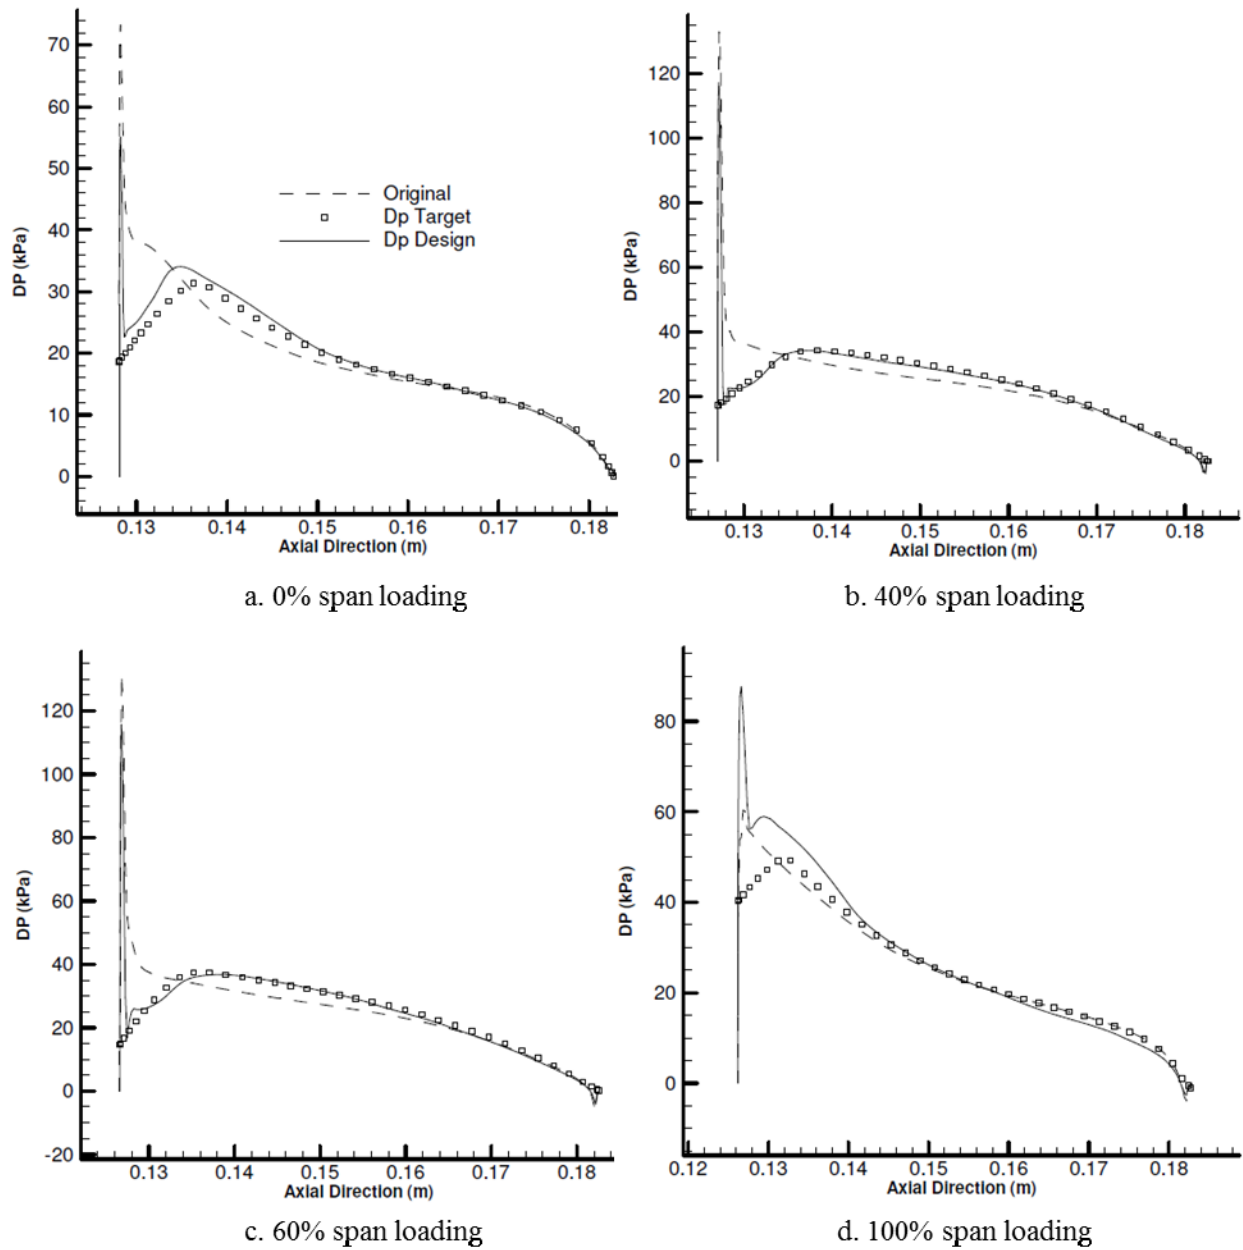 70
60
50
40
30
20
10
0
DP (kPa)
Original
Dp Target
Dp Design
0.13 0.14 0.15 0.16 0.17 0.18
Axial Direction (m)
a. 0% span loading
120
100
80
60
40
20
0
DP (kPa)
0.13 0.14 0.15 0.16 0.17 0.18
Axial Direction (m)
b. 40% span loading
120
100
80
60
40
20
0
-20
DP (kPa)
0.13 0.14 0.15 0.16 0.17 0.18
Axial Direction (m)
c. 60% span loading
80
60
40
20
0
DP (kPa)
0.12 0.13 0.14 0.15 0.16 0.17 0.18
Axial Direction (m)
d. 100% span loading